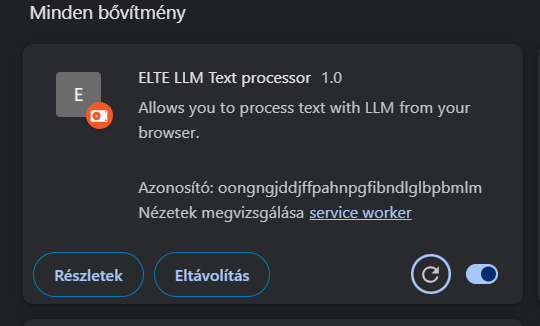 Minden bővítmény
E
ELTE LLM Text processor 1.0
Allows you to process text with LLM from your
browser.
Azonosító: oongngjddjffpahnpgfibndlglbpbmlm
Nézetek megvizsgálása service worker
Részletek
Eltávolítás